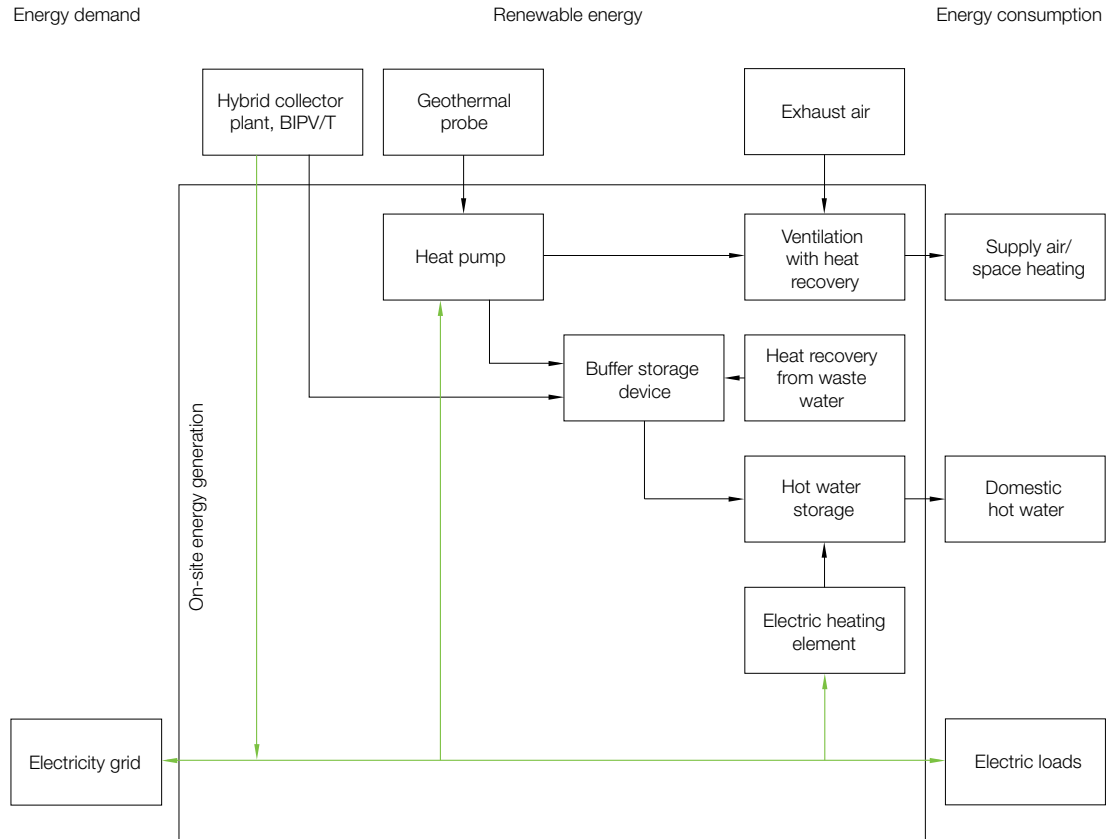 Energy demand
Renewable energy
Energy consumption
Hybrid collector
plant, BIPV/T
Geothermal
probe
Exhaust air
Heat pump
Ventilation
with heat
recovery
Supply air/
space heating
Buffer storage
device
Heat recovery
from waste
water
On-site energy generation
Hot water
storage
Domestic
hot water
Electric heating
element
Electricity grid
Electric loads